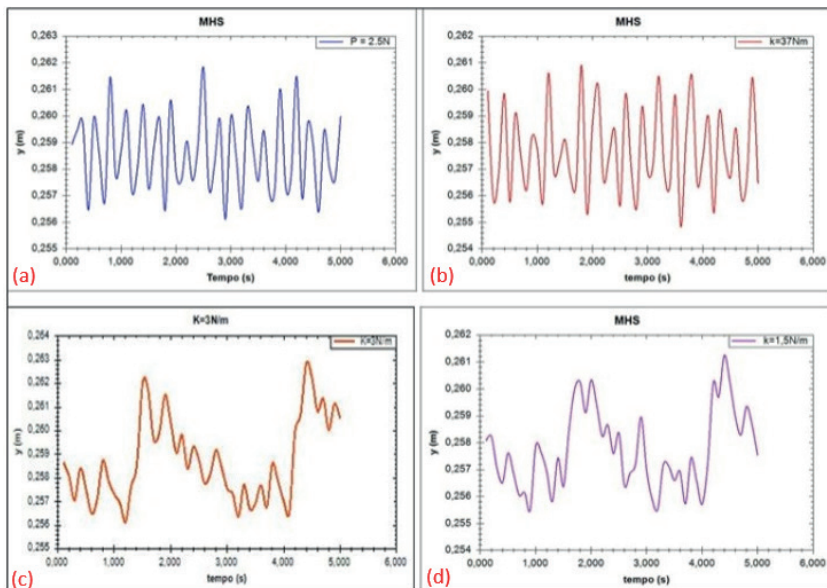 MHS
P = 2.5N
0,263
0,262
0,261
0,260
0,259
0,258
0,257
0,256
0,255
y (m)
0,000 1,000 2,000 3,000 4,000 5,000 6,000
Tempo (s)
(a)
MHS
k=37Nm
0,262
0,261
0,260
0,259
0,258
0,257
0,256
0,255
0,254
y (m)
0,000 1,000 2,000 3,000 4,000 5,000 6,000
tempo (s)
(b)
K=3N/m
K=3N/m
0,264
0,263
0,262
0,261
0,260
0,259
0,258
0,257
0,256
0,255
y (m)
0,000 1,000 2,000 3,000 4,000 5,000 6,000
tempo (s)
(c)
MHS
k=1,5N/m
0,262
0,261
0,260
0,259
0,258
0,257
0,256
0,255
0,254
y (m)
0,000 1,000 2,000 3,000 4,000 5,000 6,000
tempo (s)
(d)